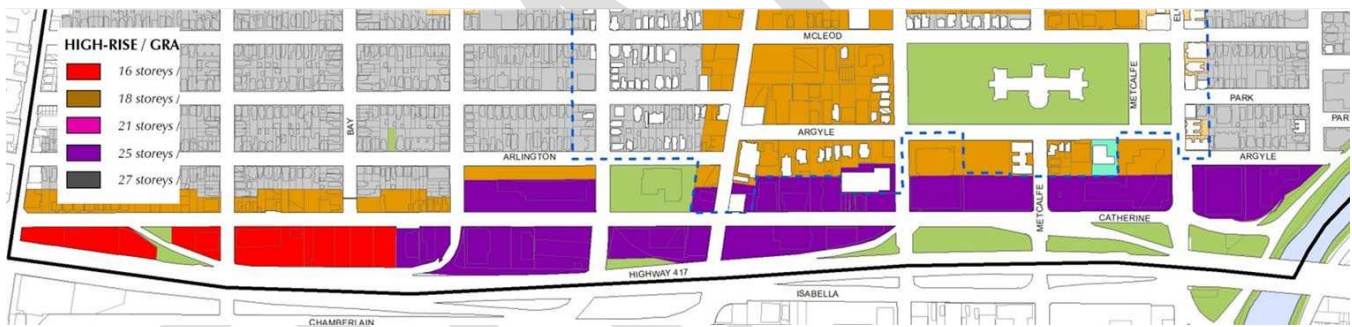 HIGH-RISE / GRA
16 storeys /
18 storeys /
21 storeys /
25 storeys /
27 storeys /
MCLEOD
METCALFE
PARK
PAR
BAY
ARGYLE
ARLINGTON
ARGYLE
METCALFE
CATHERINE
HIGHWAY 417
ISABELLA
CHAMBERLAIN